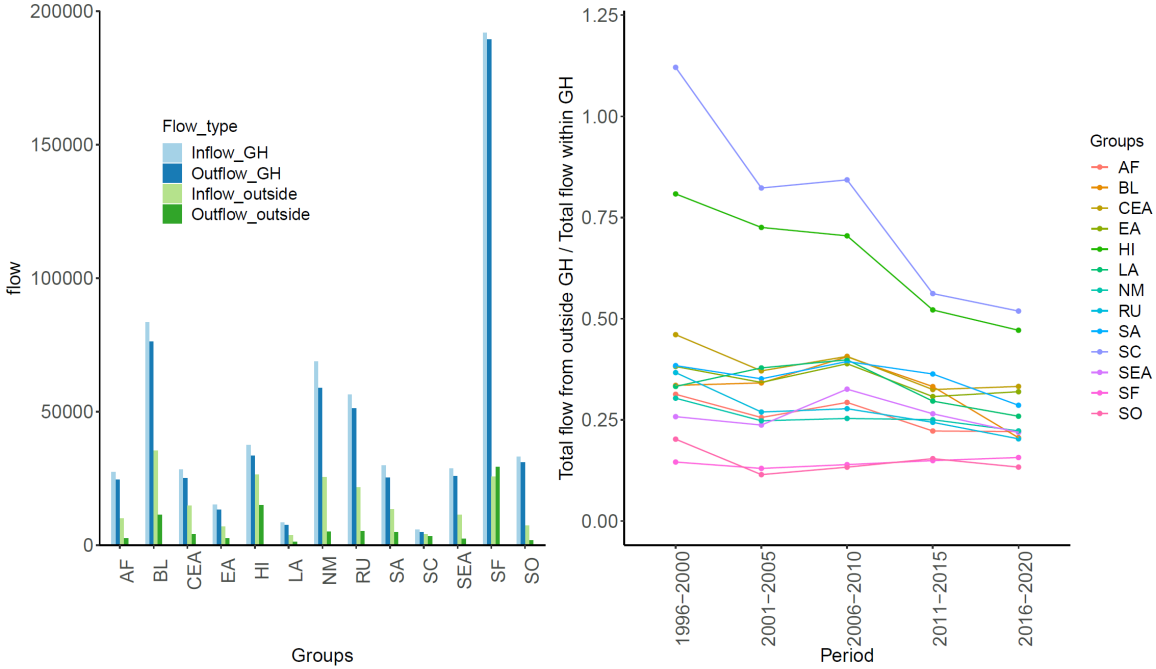 200000
150000
100000
50000
0
flow
Flow_type
Inflow_GH
Outflow_GH
Inflow_outside
Outflow_outside
AF
BL
CEA
EA
HI
LA
NM
RU
SA
SC
SEA
SF
SO
Groups
1.25
1.00
0.75
0.50
0.25
0.00
Total flow from outside GH / Total flow within GH
1996−2000
2001−2005
2006−2010
2011−2015
2016−2020
Period
Groups
AF
BL
CEA
EA
HI
LA
NM
RU
SA
SC
SEA
SF
SO